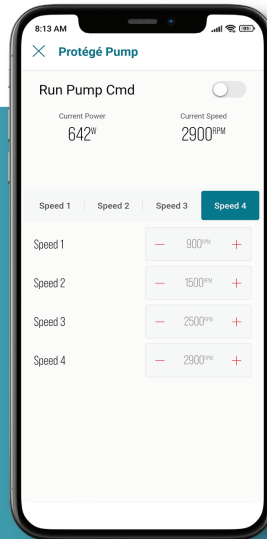 8:13 AM
Protégé Pump
Run Pump Cmd
Current Power
Current Speed
642W
2900RPM
Speed 1
Speed 2
Speed 3
Speed 4
Speed 1
900RPM
Speed 2
1500RPM
Speed 3
2500RPM
Speed 4
2900RPM